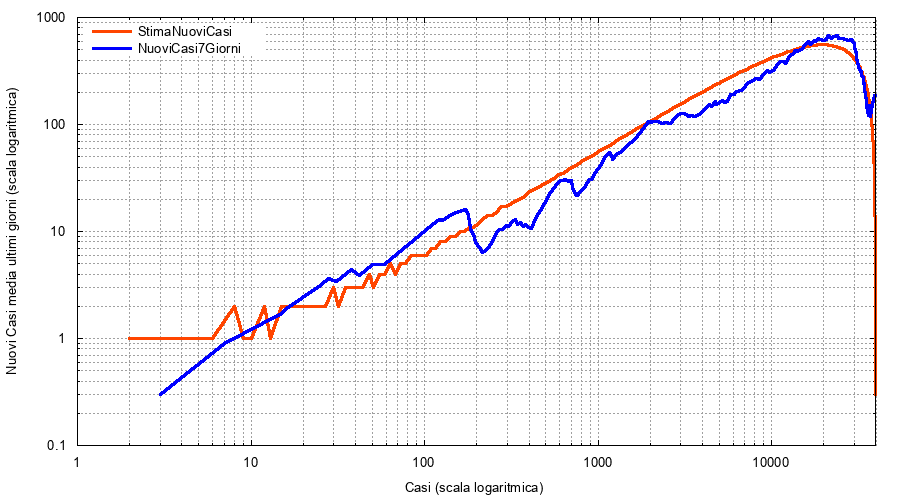 1000
StimaNuoviCasi
NuoviCasi7Giorni
100
10
1
0.1
Nuovi Casi media ultimi giorni (scala logaritmica)
1
10
100
1000
10000
Casi (scala logaritmica)